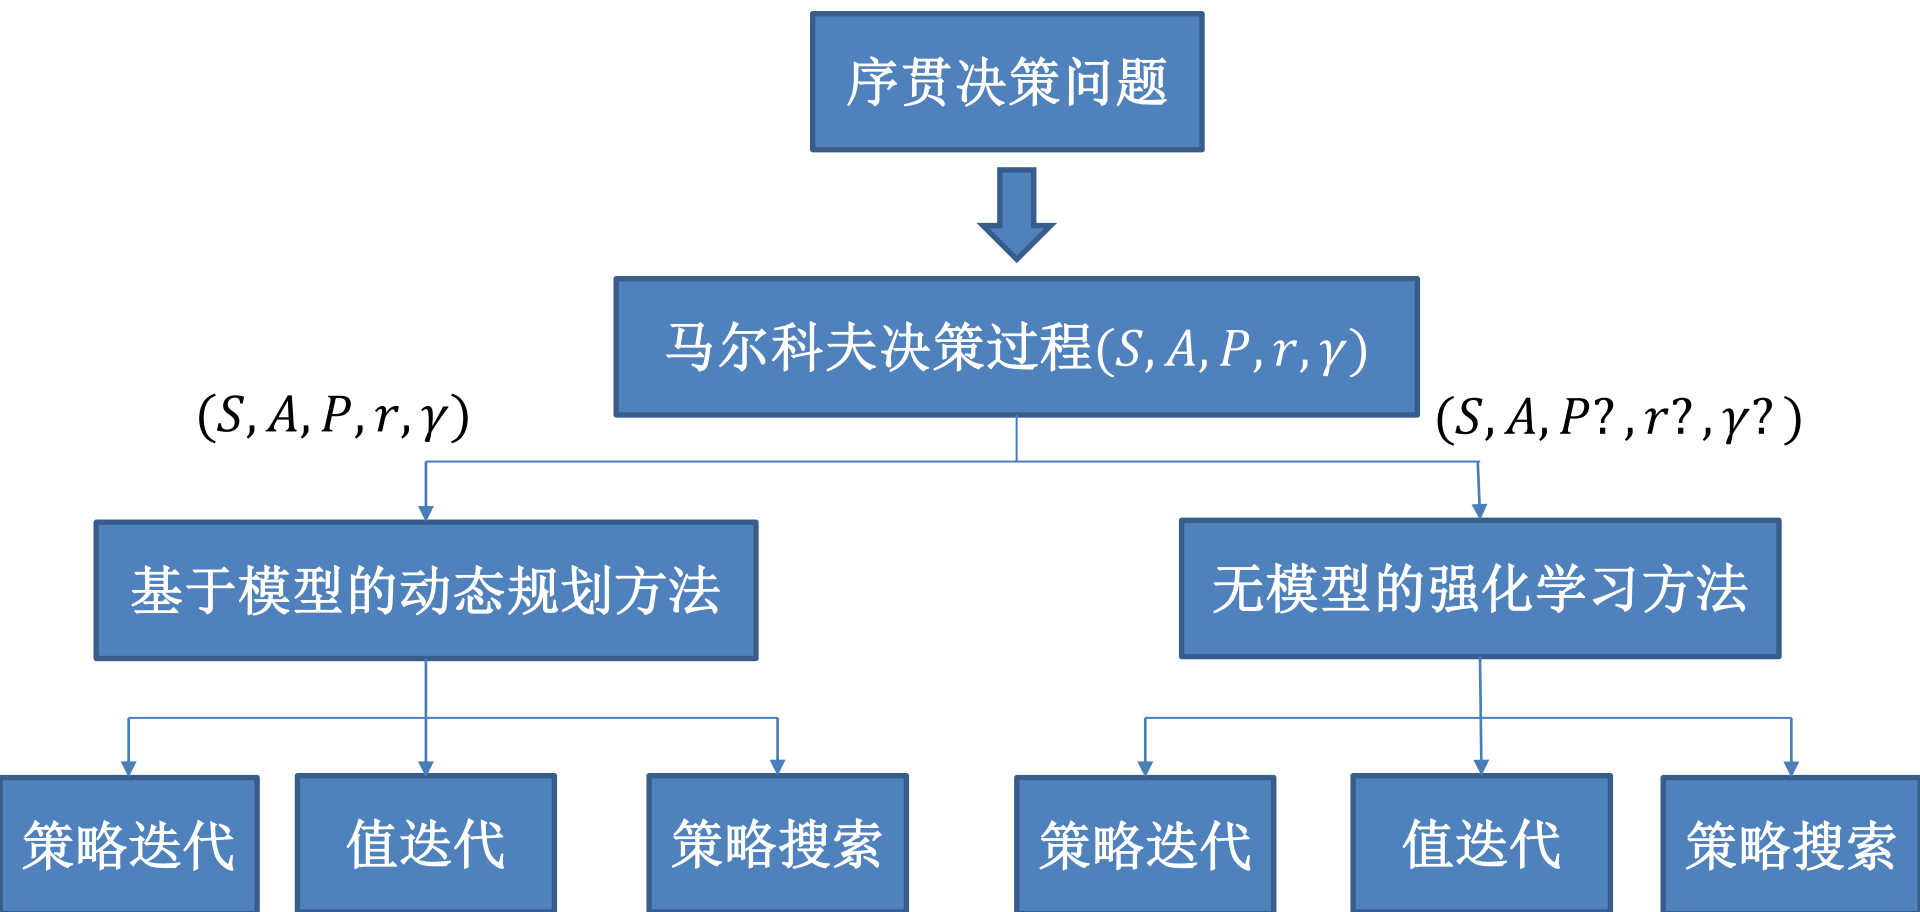 序贯决策问题
马尔科夫决策过程(S, A, P, r, γ)
(S, A, P, r, γ)
(S, A, P? , r? , γ? )
基于模型的动态规划方法
无模型的强化学习方法
策略迭代
值迭代
策略搜索
策略迭代
值迭代
策略搜索